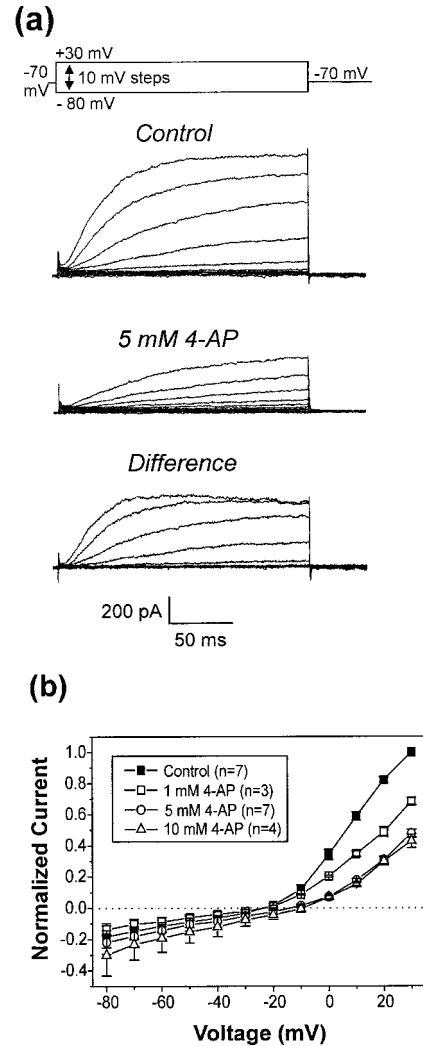 (a)
+30 mV
-70 mV
10 mV steps
-70 mV
- 80 mV
Control
5 mM 4-AP
Difference
200 pA
50 ms
(b)
Normalized Current
1.0
0.8
0.6
0.4
0.2
0.0
-0.2
-0.4
Control (n=7)
1 mM 4-AP (n=3)
5 mM 4-AP (n=7)
10 mM 4-AP (n=4)
-80 -60 -40 -20 0 20
Voltage (mV)